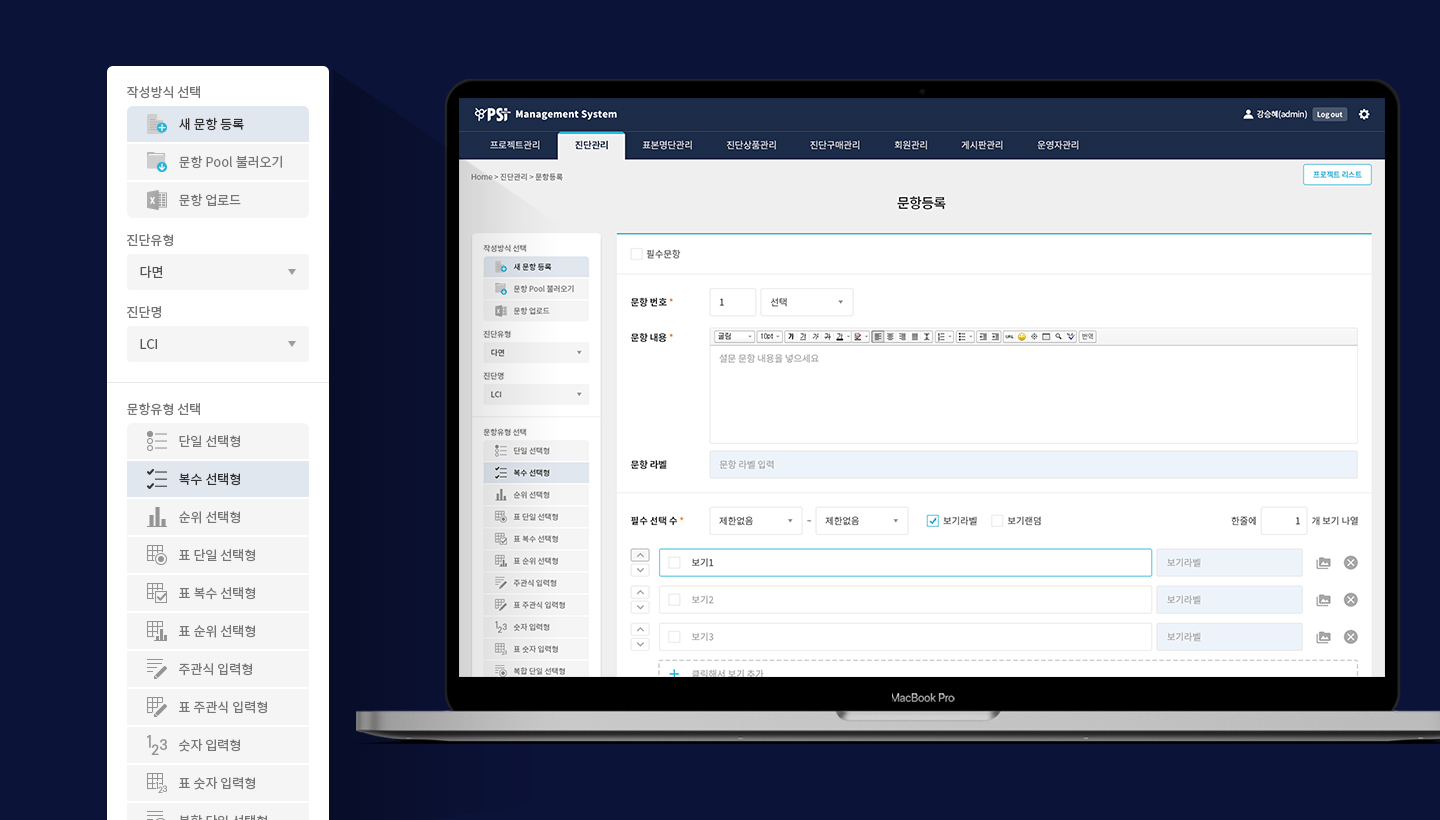 작성방식 선택
새 문항 등록
문항 Pool 불러오기
문항 업로드
진단유형
다면
진단명
LCI
문항유형 선택
단일 선택형
복수 선택형
순위 선택형
표 단일 선택형
표 복수 선택형
표 순위 선택형
주관식 입력형
표 주관식 입력형
숫자 입력형
표 숫자 입력형
복합 단일 선택형
PSi Management System
강승혜(admin) Logout
프로젝트관리 진단관리 표본명단관리 진단상품관리 진단구매관리 회원관리 게시판관리 운영자관리
Home > 진단관리 > 문항등록
프로젝트 리스트
문항등록
작성방식 선택
새 문항 등록
문항 Pool 불러오기
문항 업로드
진단유형
다면
진단명
LCI
문항유형 선택
단일 선택형
복수 선택형
순위 선택형
표 단일 선택형
표 복수 선택형
표 순위 선택형
주관식 입력형
표 주관식 입력형
숫자 입력형
표 숫자 입력형
복합 단일 선택형
필수문항
문항 번호 * 1 선택
문항 내용 * 굴림 10pt 가 가 가 가 가 URL 번역
설문 문항 내용을 넣으세요
문항 라벨 문항 라벨 입력
필수 선택 수 * 제한없음 ~ 제한없음 보기라벨 보기랜덤 한줄에 1 개 보기 나열
보기1 보기라벨
보기2 보기라벨
보기3 보기라벨
+ 클릭해서 보기 추가
MacBook Pro